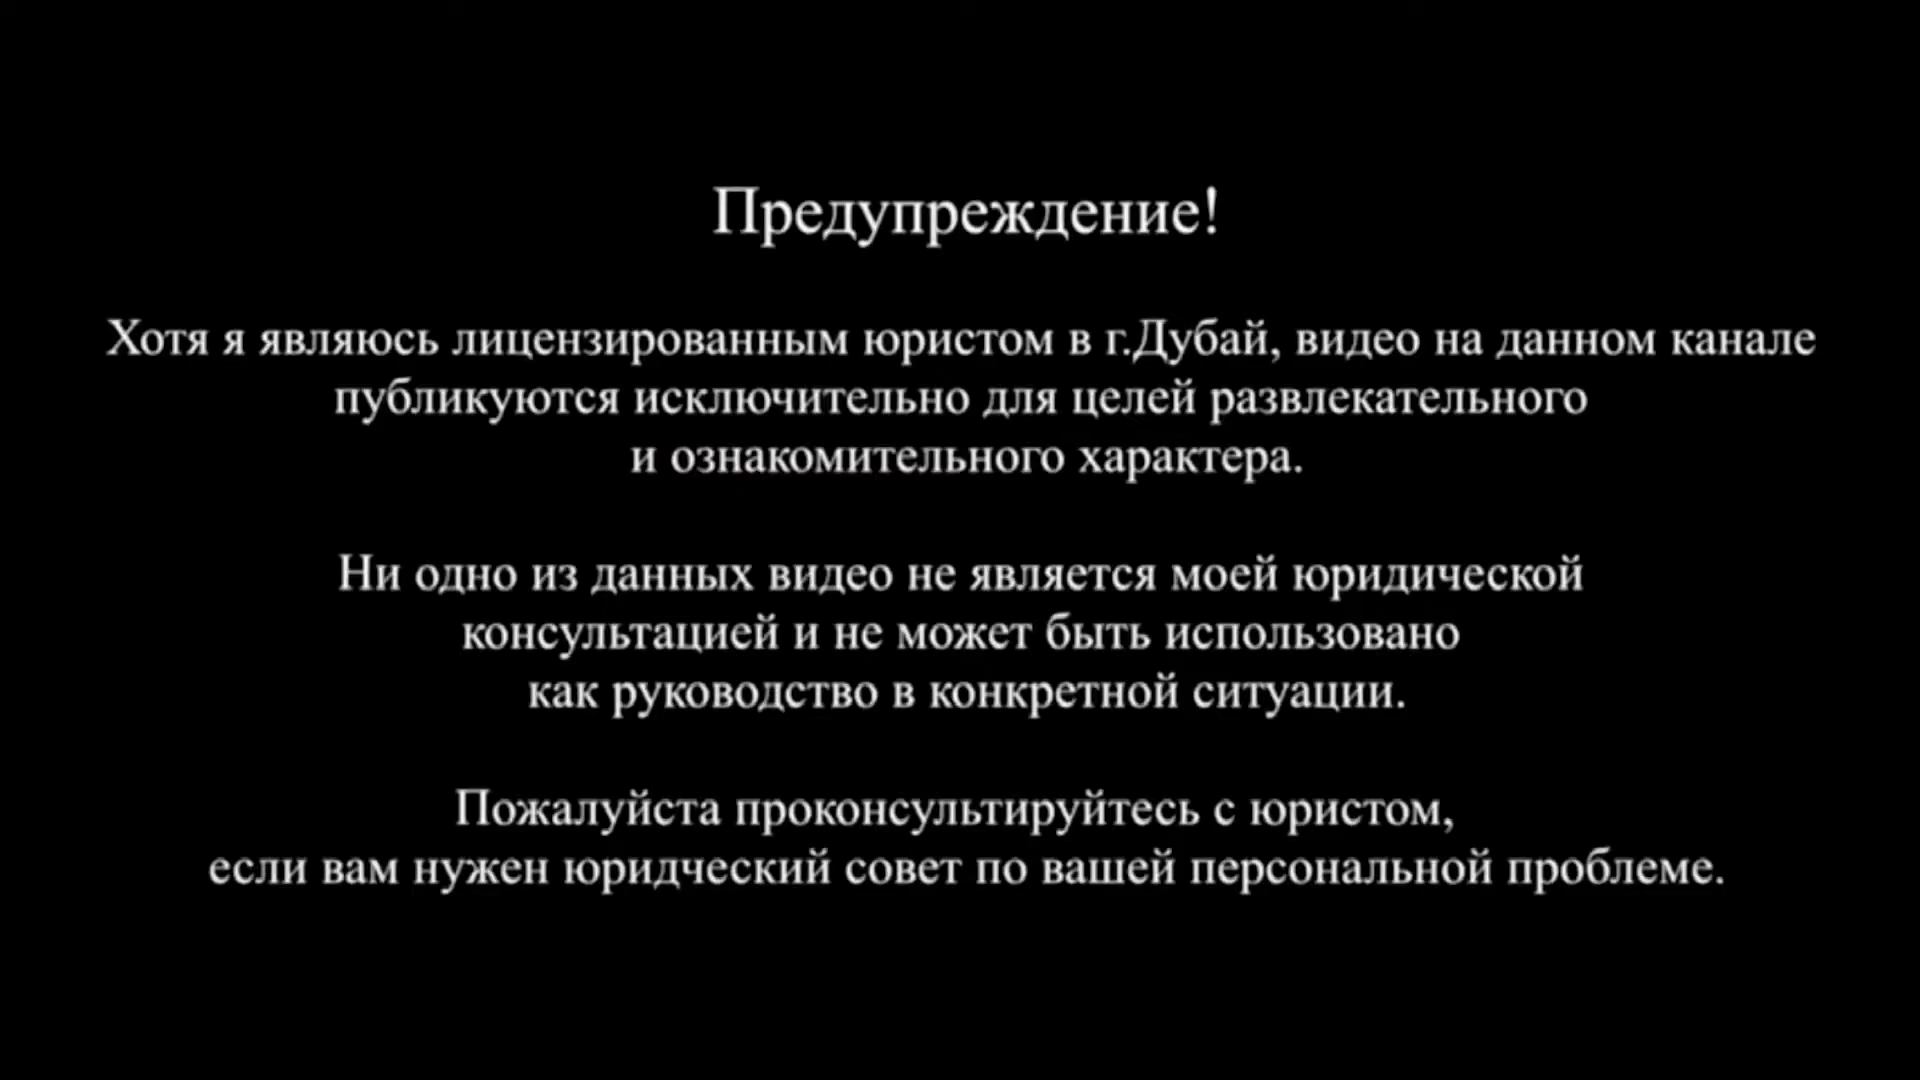 Предупреждение!
Хотя я являюсь лицензированным юристом в г.Дубай, видео на данном канале
публикуются исключительно для целей развлекательного
и ознакомительного характера.
Ни одно из данных видео не является моей юридической
консультацией и не может быть использовано
как руководство в конкретной ситуации.
Пожалуйста проконсультируйтесь с юристом,
если вам нужен юридческий совет по вашей персональной проблеме.